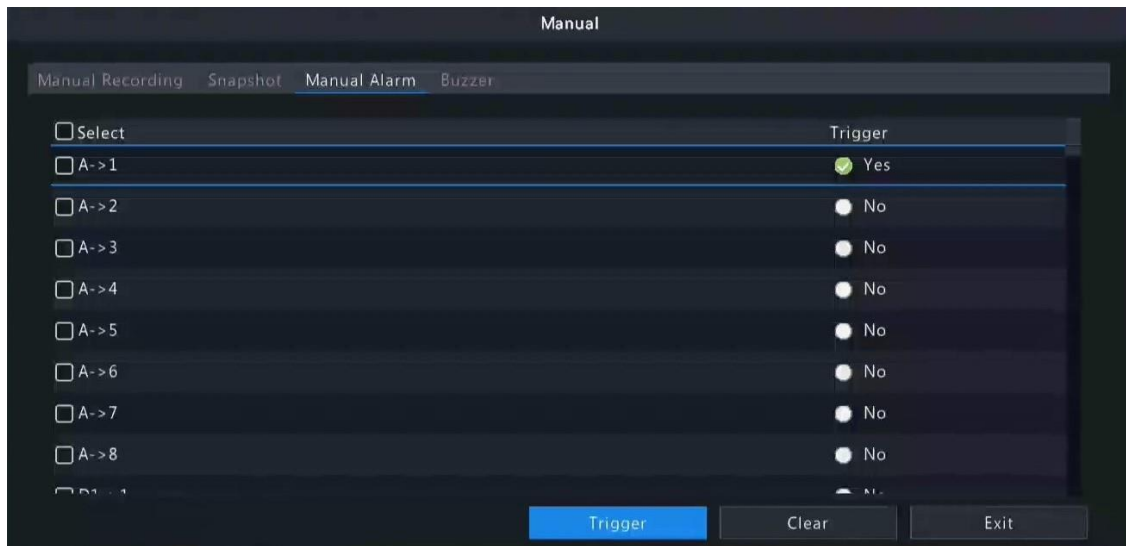 Manual
Manual Recording Snapshot Manual Alarm Buzzer
Select Trigger
A->1 Yes
A->2 No
A->3 No
A->4 No
A->5 No
A->6 No
A->7 No
A->8 No
Trigger Clear Exit